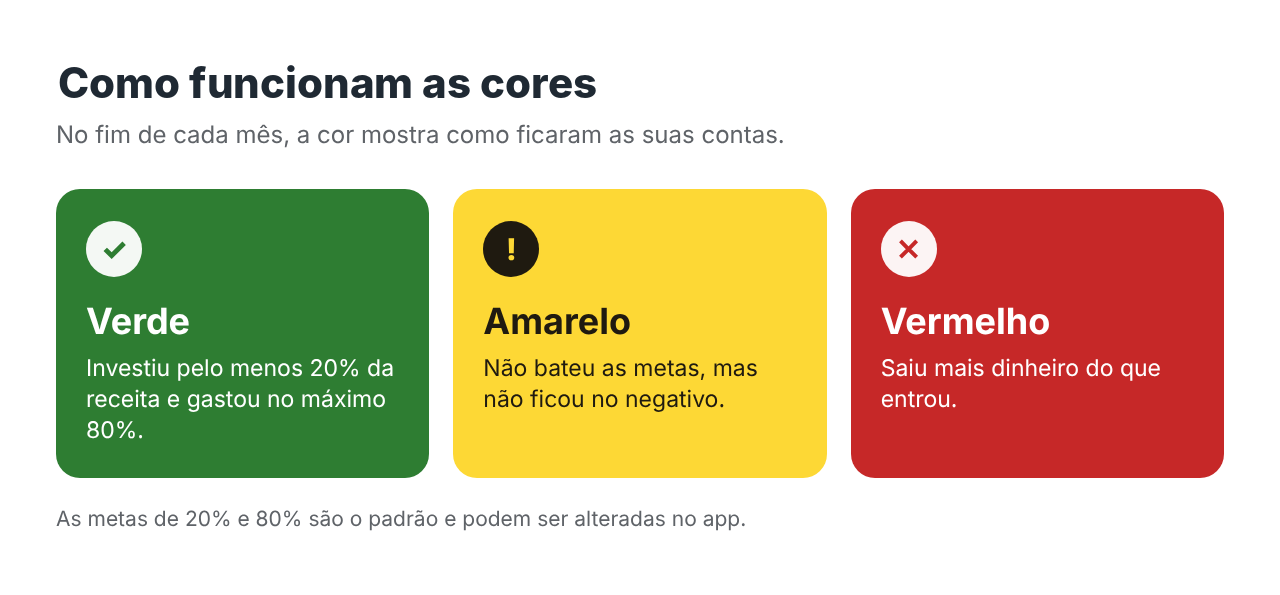 Como funcionam as cores
No fim de cada mês, a cor mostra como ficaram as suas contas.
!
Verde
Investiu pelo menos 20% da
receita e gastou no máximo
80%.
Amarelo
Não bateu as metas, mas
não ficou no negativo.
Vermelho
Saiu mais dinheiro do que
entrou.
As metas de 20% e 80% são o padrão e podem ser alteradas no app.